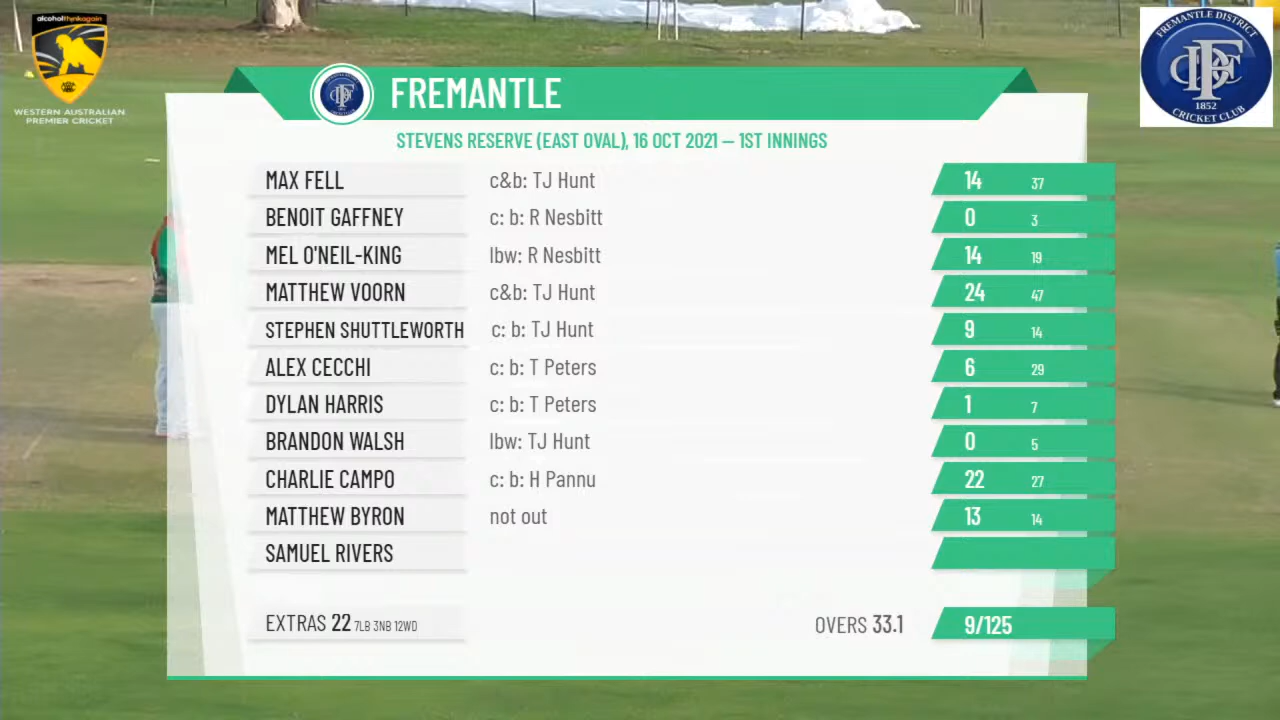 alcoholthinkagain
WESTERN AUSTRALIAN
PREMIER CRICKET
FREMANTLE DISTRICT
1852
CRICKET CLUB
FREMANTLE
STEVENS RESERVE (EAST OVAL), 16 OCT 2021 – 1ST INNINGS
MAX FELL c&b: TJ Hunt 14 37
BENOIT GAFFNEY c: b: R Nesbitt 0 3
MEL O'NEIL-KING lbw: R Nesbitt 14 19
MATTHEW VOORN c&b: TJ Hunt 24 47
STEPHEN SHUTTLEWORTH c: b: TJ Hunt 9 14
ALEX CECCHI c: b: T Peters 6 29
DYLAN HARRIS c: b: T Peters 1 7
BRANDON WALSH lbw: TJ Hunt 0 5
CHARLIE CAMPO c: b: H Pannu 22 27
MATTHEW BYRON not out 13 14
SAMUEL RIVERS
EXTRAS 22 7LB 3NB 12WD OVERS 33.1 9/125